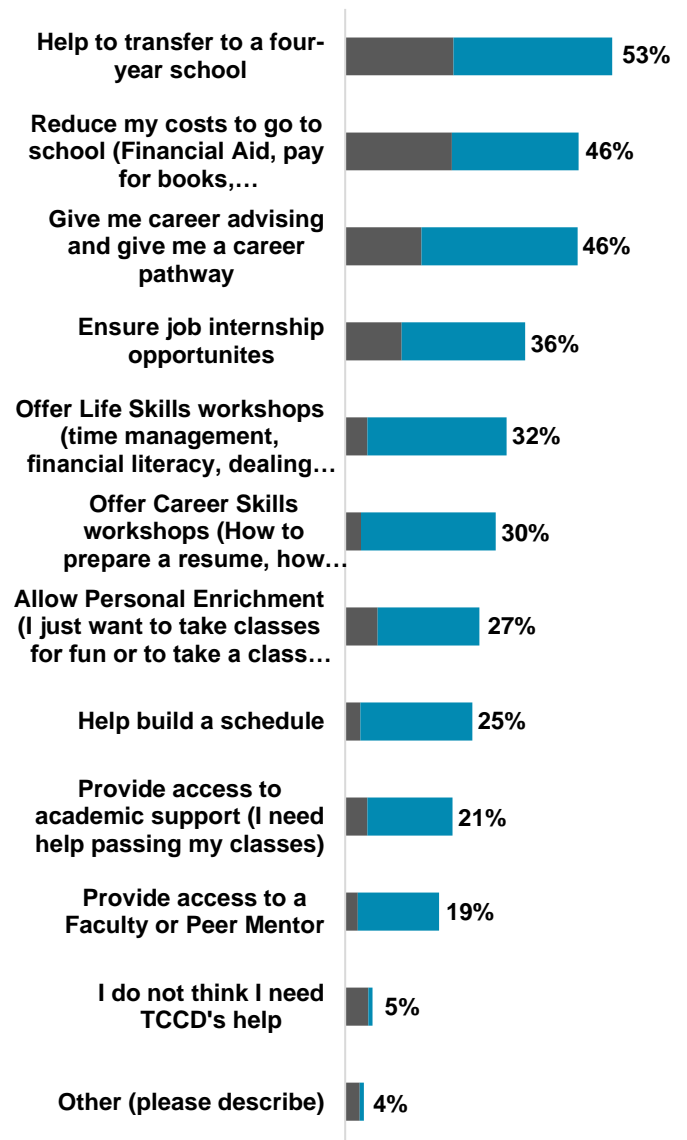 Help to transfer to a four-
year school
53%
Reduce my costs to go to
school (Financial Aid, pay
for books,…
46%
Give me career advising
and give me a career
pathway
46%
Ensure job internship
opportunites
36%
Offer Life Skills workshops
(time management,
financial literacy, dealing…
32%
Offer Career Skills
workshops (How to
prepare a resume, how…
30%
Allow Personal Enrichment
(I just want to take classes
for fun or to take a class…
27%
Help build a schedule
25%
Provide access to
academic support (I need
help passing my classes)
21%
Provide access to a
Faculty or Peer Mentor
19%
I do not think I need
TCCD's help
5%
Other (please describe)
4%